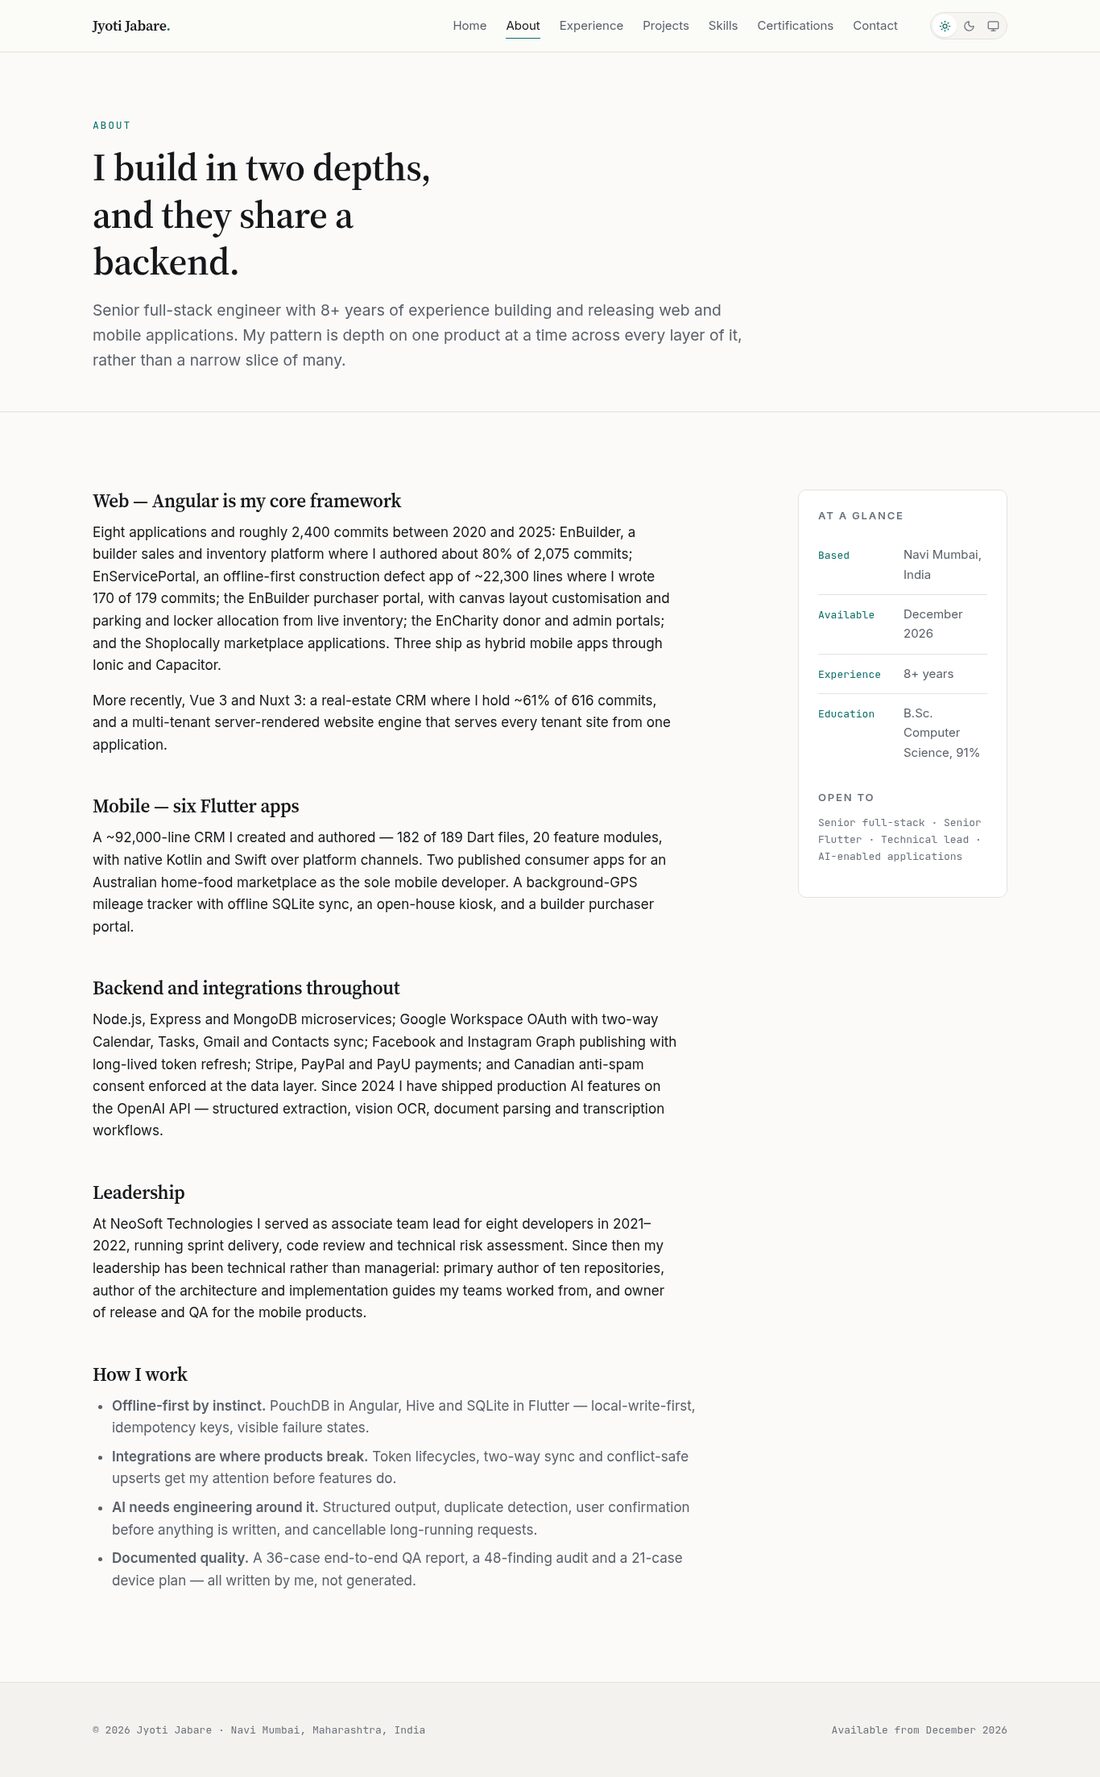 Jyoti Jabare.
Home About Experience Projects Skills Certifications Contact
ABOUT
I build in two depths,
and they share a
backend.
Senior full-stack engineer with 8+ years of experience building and releasing web and
mobile applications. My pattern is depth on one product at a time across every layer of it,
rather than a narrow slice of many.
Web — Angular is my core framework
Eight applications and roughly 2,400 commits between 2020 and 2025: EnBuilder, a
builder sales and inventory platform where I authored about 80% of 2,075 commits;
EnServicePortal, an offline-first construction defect app of ~22,300 lines where I wrote
170 of 179 commits; the EnBuilder purchaser portal, with canvas layout customisation and
parking and locker allocation from live inventory; the EnCharity donor and admin portals;
and the Shoplocally marketplace applications. Three ship as hybrid mobile apps through
Ionic and Capacitor.
More recently, Vue 3 and Nuxt 3: a real-estate CRM where I hold ~61% of 616 commits,
and a multi-tenant server-rendered website engine that serves every tenant site from one
application.
Mobile — six Flutter apps
A ~92,000-line CRM I created and authored — 182 of 189 Dart files, 20 feature modules,
with native Kotlin and Swift over platform channels. Two published consumer apps for an
Australian home-food marketplace as the sole mobile developer. A background-GPS
mileage tracker with offline SQLite sync, an open-house kiosk, and a builder purchaser
portal.
Backend and integrations throughout
Node.js, Express and MongoDB microservices; Google Workspace OAuth with two-way
Calendar, Tasks, Gmail and Contacts sync; Facebook and Instagram Graph publishing with
long-lived token refresh; Stripe, PayPal and PayU payments; and Canadian anti-spam
consent enforced at the data layer. Since 2024 I have shipped production AI features on
the OpenAI API — structured extraction, vision OCR, document parsing and transcription
workflows.
Leadership
At NeoSoft Technologies I served as associate team lead for eight developers in 2021–
2022, running sprint delivery, code review and technical risk assessment. Since then my
leadership has been technical rather than managerial: primary author of ten repositories,
author of the architecture and implementation guides my teams worked from, and owner
of release and QA for the mobile products.
How I work
• Offline-first by instinct. PouchDB in Angular, Hive and SQLite in Flutter — local-write-first,
idempotency keys, visible failure states.
• Integrations are where products break. Token lifecycles, two-way sync and conflict-safe
upserts get my attention before features do.
• AI needs engineering around it. Structured output, duplicate detection, user confirmation
before anything is written, and cancellable long-running requests.
• Documented quality. A 36-case end-to-end QA report, a 48-finding audit and a 21-case
device plan — all written by me, not generated.
AT A GLANCE
Based Navi Mumbai,
India
Available December
2026
Experience 8+ years
Education B.Sc.
Computer
Science, 91%
OPEN TO
Senior full-stack · Senior
Flutter · Technical lead ·
AI-enabled applications
© 2026 Jyoti Jabare · Navi Mumbai, Maharashtra, India
Available from December 2026